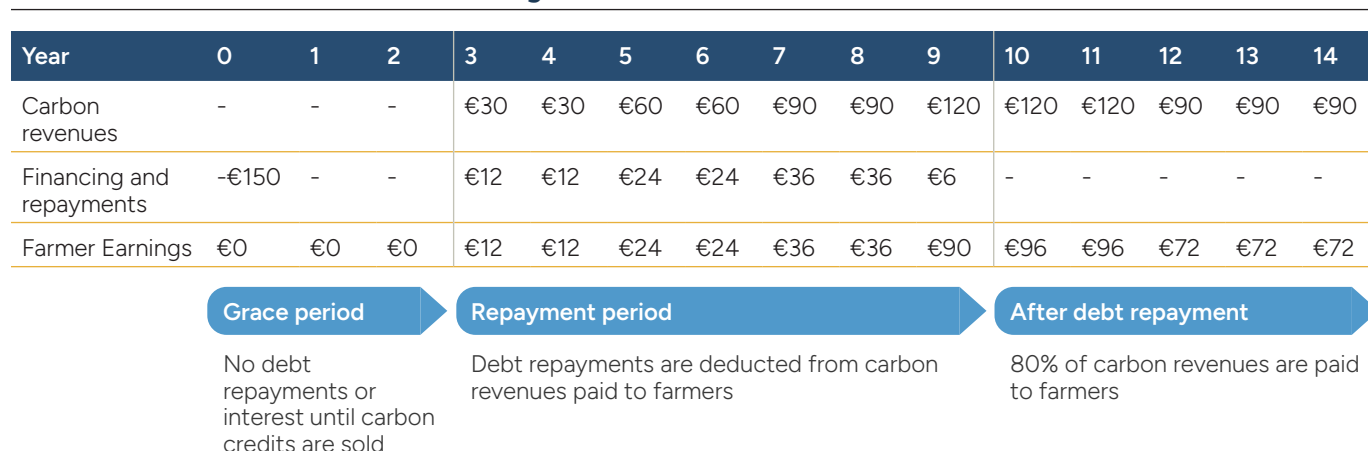 Year 0 1 2 3 4 5 6 7 8 9 10 11 12 13 14
Carbon revenues - - - €30 €30 €60 €60 €90 €90 €120 €120 €120 €90 €90 €90
Financing and repayments -€150 - - €12 €12 €24 €24 €36 €36 €6 - - - - -
Farmer Earnings €0 €0 €0 €12 €12 €24 €24 €36 €36 €90 €96 €96 €72 €72 €72
Grace period
No debt
repayments or
interest until carbon
credits are sold
Repayment period
Debt repayments are deducted from carbon
revenues paid to farmers
After debt repayment
80% of carbon revenues are paid
to farmers